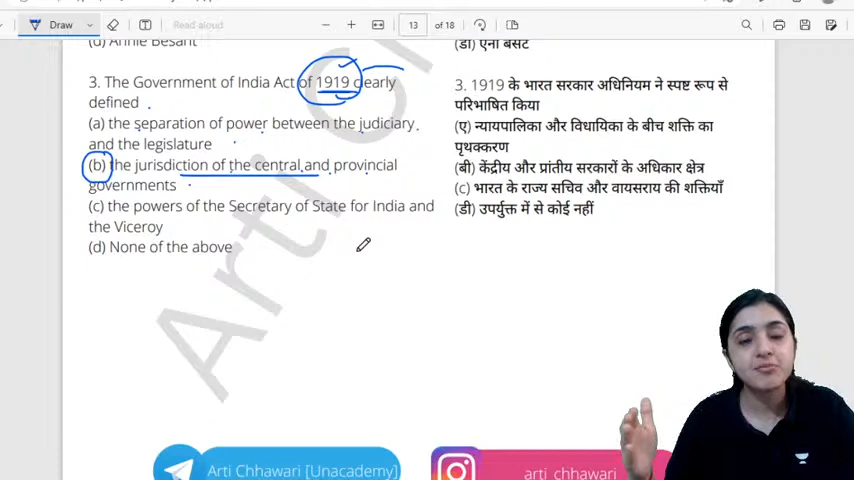 Draw
Read aloud
13
of 18
(d) Annie Besant
(डी) एनी बेसेंट
3. The Government of India Act of 1919 clearly
defined
(a) the separation of power between the judiciary
and the legislature
(b) the jurisdiction of the central and provincial
governments
(c) the powers of the Secretary of State for India and
the Viceroy
(d) None of the above
3. 1919 के भारत सरकार अधिनियम ने स्पष्ट रूप से
परिभाषित किया
(ए) न्यायपालिका और विधायिका के बीच शक्ति का
पृथक्करण
(बी) केंद्रीय और प्रांतीय सरकारों के अधिकार क्षेत्र
(c) भारत के राज्य सचिव और वायसराय की शक्तियाँ
(डी) उपर्युक्त में से कोई नहीं
Arti Ch
Arti Chhawari [Unacademy]
arti_chhawari